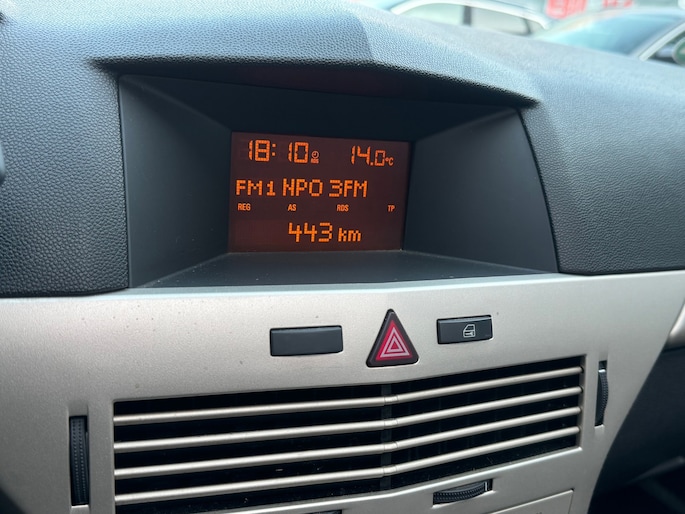 18:10 14.0°C
FM1 NPO 3FM
REG AS RDS TP
443 km